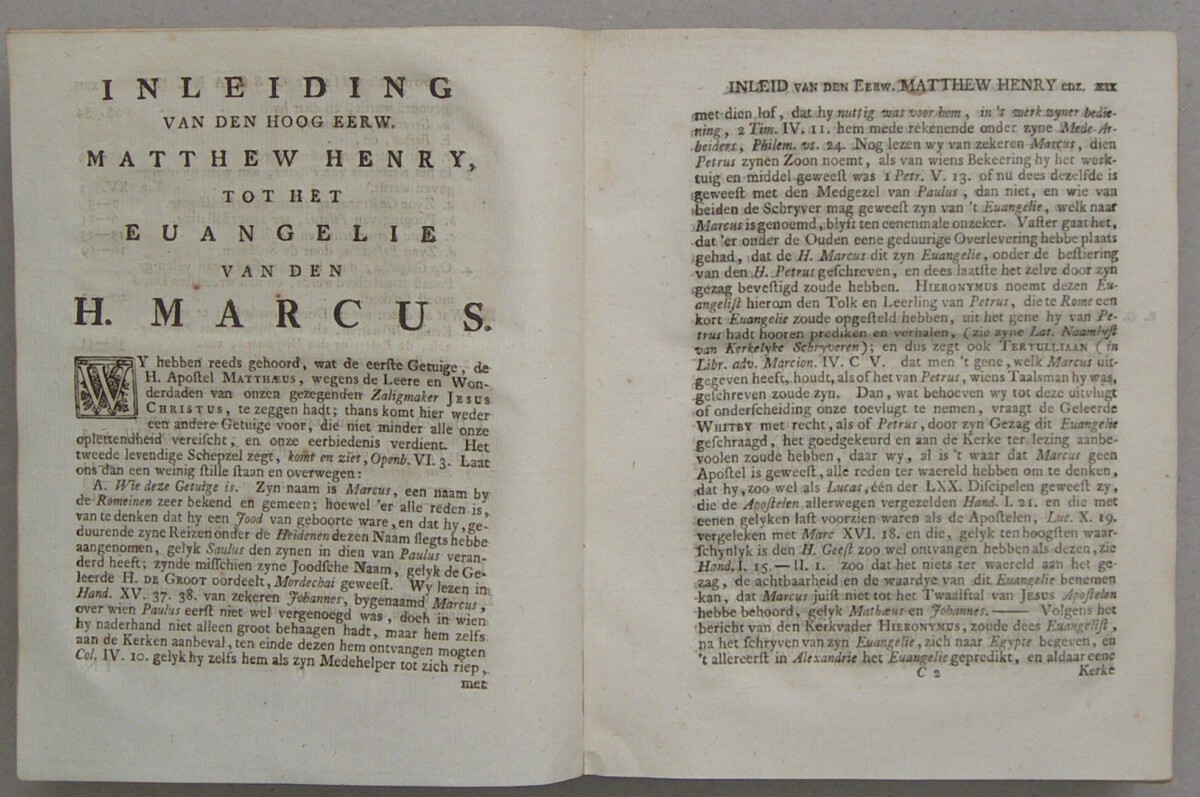 INLEIDING
VAN DEN HOOG EERW.
MATTHEW HENRY,
TOT HET
EUANGELIE
VAN DEN
H. MARCUS.
WY hebben reeds gehoord, wat de eerſte Getuige, de
H. Apoſtel MATTHÆUS, wegens de Leere en Won-
derdaden van onzen gezegenden Zaligmaker JESUS
CHRISTUS, te zeggen hadt; thans komt hier weder
een andere Getuige voor, die niet minder alle onze
oplettendheid vereiſcht, en onze eerbiedenis verdient. Het
tweede levendige Schepzel zegt, komt en ziet, Openb. VI. 3. Laat
ons dan een weinig ſtille ſtaan en overwegen:
A. Wie deze Getuige is. Zyn naam is Marcus, een naam by
de Romeinen zeer bekend en gemeen; hoewel 'er alle reden is,
van te denken dat hy een Jood van geboorte ware, en dat hy, ge-
duurende zyne Reizen onder de Heidenen dezen Naam ſlegts hebbe
aangenomen, gelyk Saulus den zynen in dien van Paulus veran-
derd heeft; zynde miſſchien zyne Joodſche Naam, gelyk de Ge-
leerde H. DE GROOT oordeelt, Mordechai geweeſt. Wy lezen in
Hand. XV. 37. 38. van zekeren Johannes, bygenaamd Marcus,
over wien Paulus eerſt niet wel vergenoegd was, doch in wien
hy naderhand niet alleen groot behaagen hadt, maar hem zelfs
aan de Kerken aanbeval, ten einde dezen hem ontvangen mogten
Col. IV. 10. gelyk hy zelfs hem als zyn Medehelper tot zich riep,
met
INLEID VAN DEN EERW. MATTHEW HENRY ENZ. XIX
met dien lof, dat hy nuttig was voor hem, in 't werk zyner bedie-
ning, 2 Tim. IV. 11. hem mede rekenende onder zyne Mede-Ar-
beiders, Philem. vs. 24. Nog lezen wy van zekeren Marcus, dien
Petrus zynen Zoon noemt, als van wiens Bekeering hy het werk-
tuig en middel geweeſt was 1 Petr. V. 13. of nu dees dezelfde is
geweeſt met den Medgezel van Paulus, dan niet, en wie van
beiden de Schryver mag geweeſt zyn van 't Euangelie, welk naar
Marcus is genoemd, blyft ten eenenmale onzeker. Vaſter gaat het,
dat 'er onder de Ouden eene geduurige Overlevering hebbe plaats
gehad, dat de H. Marcus dit zyn Euangelie, onder de beſtiering
van den H. Petrus geſchreven, en dees laatſte het zelve door zyn
gezag beveſtigd zoude hebben. HIERONYMUS noemt dezen Eu-
angeliſt hierom den Tolk en Leerling van Petrus, die te Rome een
kort Euangelie zoude opgeſteld hebben, uit het gene hy van Pe-
trus hadt hooren prediken en verhalen, (zie zyne Lat. Naamlyſt
van Kerkelyke Schryveren); en dus zegt ook TERTULLIAAN (in
Libr. adv. Marcion. IV. C V. dat men 't gene, welk Marcus uit-
gegeven heeft, houdt, als of het van Petrus, wiens Taalsman hy was,
geſchreven zoude zyn. Dan, wat behoeven wy tot deze uitvlugt
of onderſcheiding onze toevlugt te nemen, vraagt de Geleerde
WHITBY met recht, als of Petrus, door zyn Gezag dit Euangelie
geſchraagd, het goedgekeurd en aan de Kerke ter lezing aanbe-
voolen zoude hebben, daar wy, al is 't waar dat Marcus geen
Apoſtel is geweeſt, alle reden ter waereld hebben om te denken,
dat hy, zoo wel als Lucas, één der LXX. Diſcipelen geweeſt zy,
die de Apoſtelen allerwegen vergezelden Hand. I. 21. en die met
eenen gelyken laſt voorzien waren als de Apoſtelen, Luc. X. 19.
vergeleken met Marc XVI. 18. en die, gelyk ten hoogſten waar-
ſchynlyk is den H. Geeſt zoo wel ontvangen hebben als dezen, zie
Hand. I. 15. — II. 1. zoo dat het niets ter waereld aan het ge-
zag, de achtbaarheid en de waardye van dit Euangelie benemen
kan, dat Marcus juiſt niet tot het Twaalftal van JESUS Apoſtelen
hebbe behoord, gelyk Mathæus en Johannes. —— Volgens het
bericht van den Kerkvader HIERONYMUS, zoude dees Euangeliſt,
na het ſchryven van zyn Euangelie, zich naar Egypte begeven, en
't allereerſt in Alexandrie het Euangelie gepredikt, en aldaar eene
C 2 Kerke